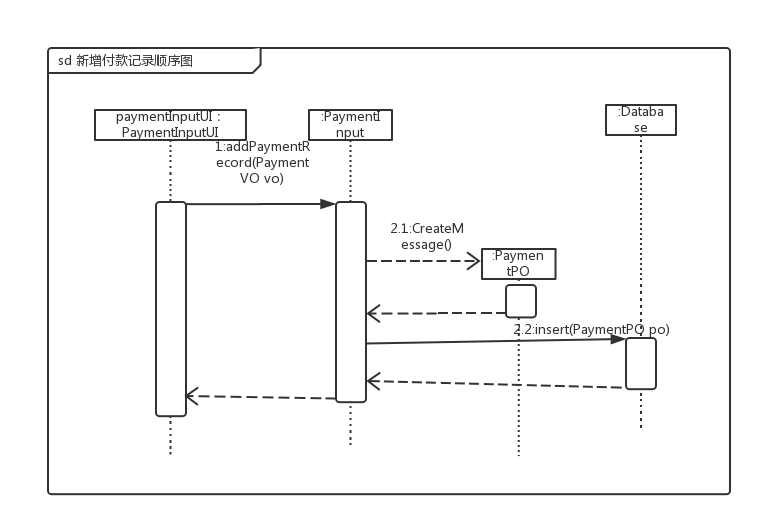 sd 新增付款记录顺序图
paymentInputUI :
PaymentInputUI
:PaymentI
nput
:Databa
se
1:addPaymentR
ecord(Payment
VO vo)
2.1:CreateM
essage()
:Paymen
tPO
2.2:insert(PaymentPO po)